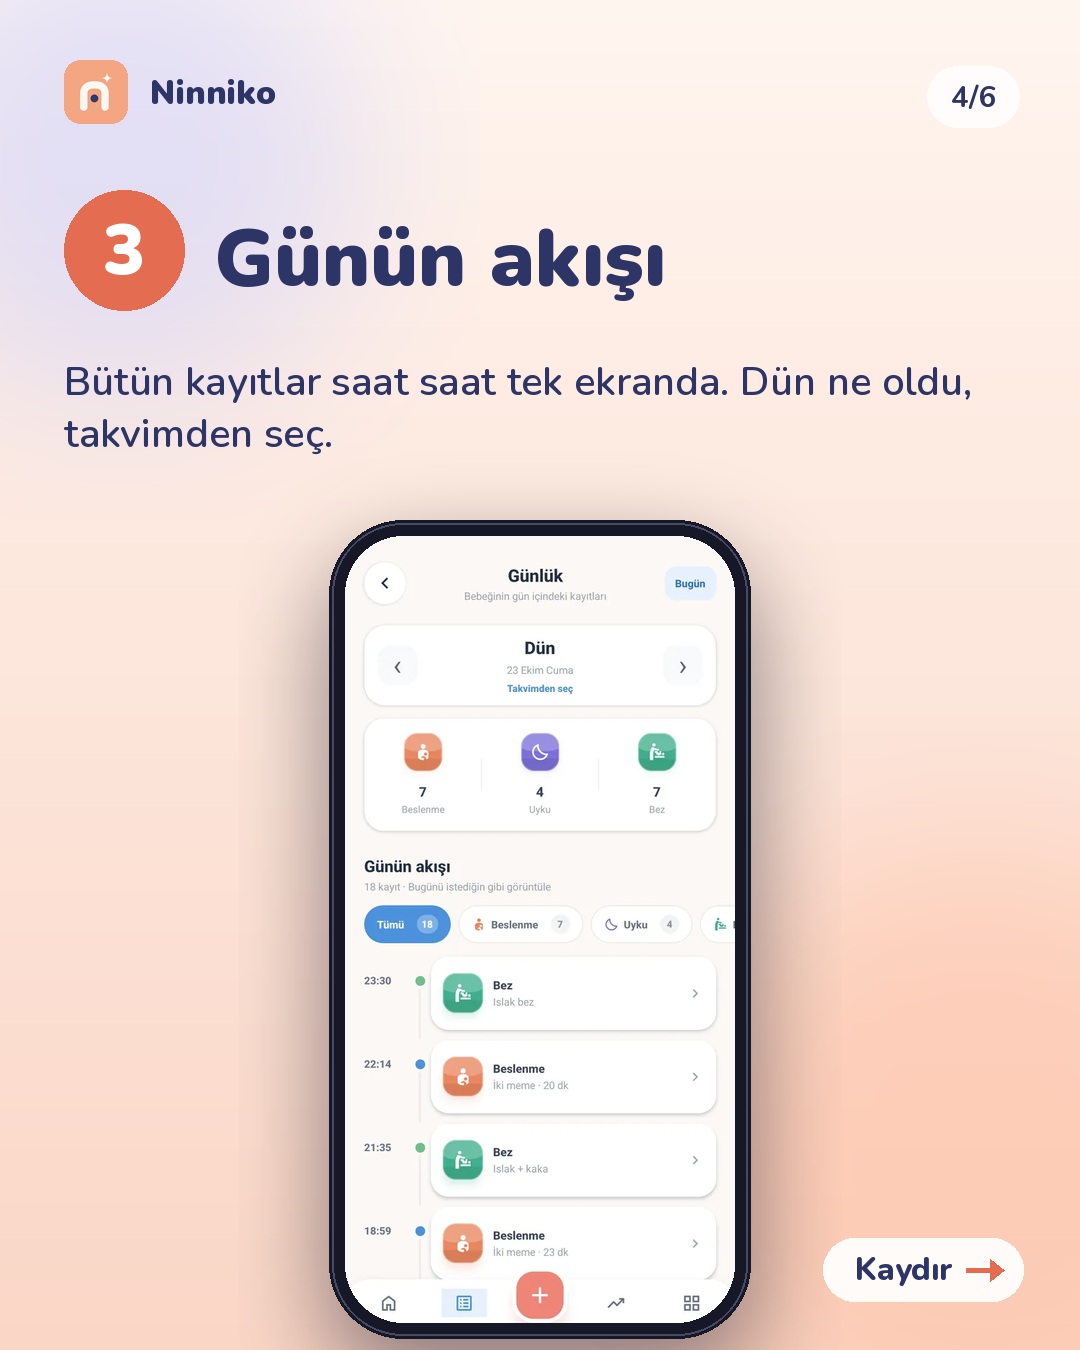 Ninniko
4/6
3
Günün akışı
Bütün kayıtlar saat saat tek ekranda. Dün ne oldu,
takvimden seç.
Günlük
Bebeğinin gün içindeki kayıtları
Bugün
Dün
23 Ekim Cuma
Takvimden seç
7
Beslenme
4
Uyku
7
Bez
Günün akışı
18 kayıt · Bugünü istediğin gibi görüntüle
Tümü 18
Beslenme 7
Uyku 4
23:30
Bez
Islak bez
22:14
Beslenme
İki meme · 20 dk
21:35
Bez
Islak + kaka
18:59
Beslenme
İki meme · 23 dk
Kaydır